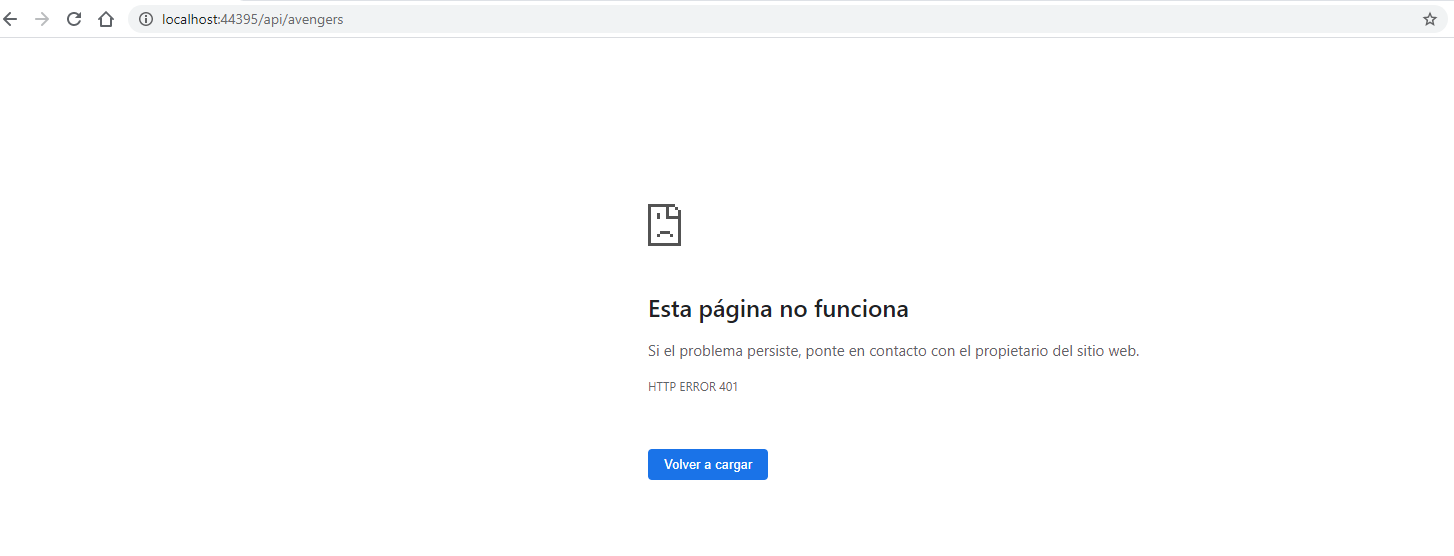 localhost:44395/api/avengers
Esta página no funciona
Si el problema persiste, ponte en contacto con el propietario del sitio web.
HTTP ERROR 401
Volver a cargar